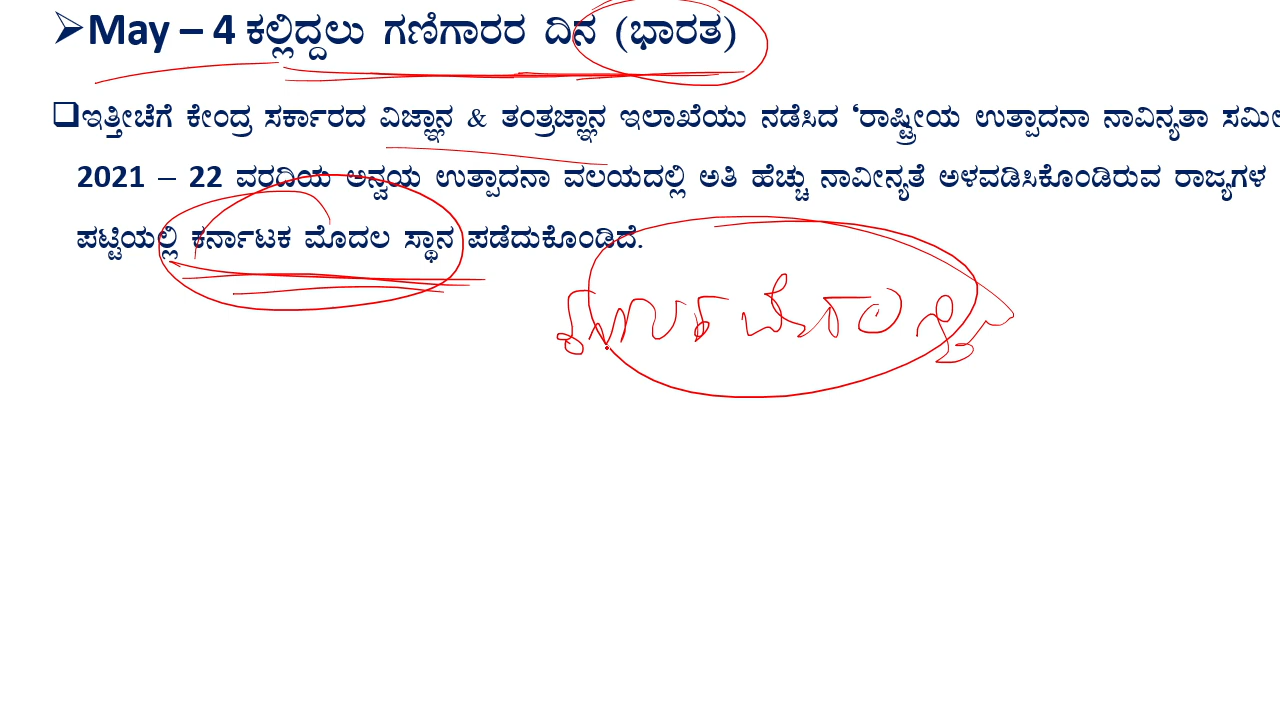 ➢May – 4 ಕಲ್ಲಿದ್ದಲು ಗಣಿಗಾರರ ದಿನ (ಭಾರತ)
❑ಇತ್ತೀಚೆಗೆ ಕೇಂದ್ರ ಸರ್ಕಾರದ ವಿಜ್ಞಾನ & ತಂತ್ರಜ್ಞಾನ ಇಲಾಖೆಯು ನಡೆಸಿದ ‘ರಾಷ್ಟ್ರೀಯ ಉತ್ಪಾದನಾ ನಾವಿನ್ಯತಾ
2021 – 22 ವರದಿಯ ಅನ್ವಯ ಉತ್ಪಾದನಾ ವಲಯದಲ್ಲಿ ಅತಿ ಹೆಚ್ಚು ನಾವೀನ್ಯತೆ ಅಳವಡಿಸಿಕೊಂಡಿರುವ ರಾಜ್ಯಗಳ
ಪಟ್ಟಿಯಲ್ಲಿ ಕರ್ನಾಟಕ ಮೊದಲ ಸ್ಥಾನ ಪಡೆದುಕೊಂಡಿದೆ.